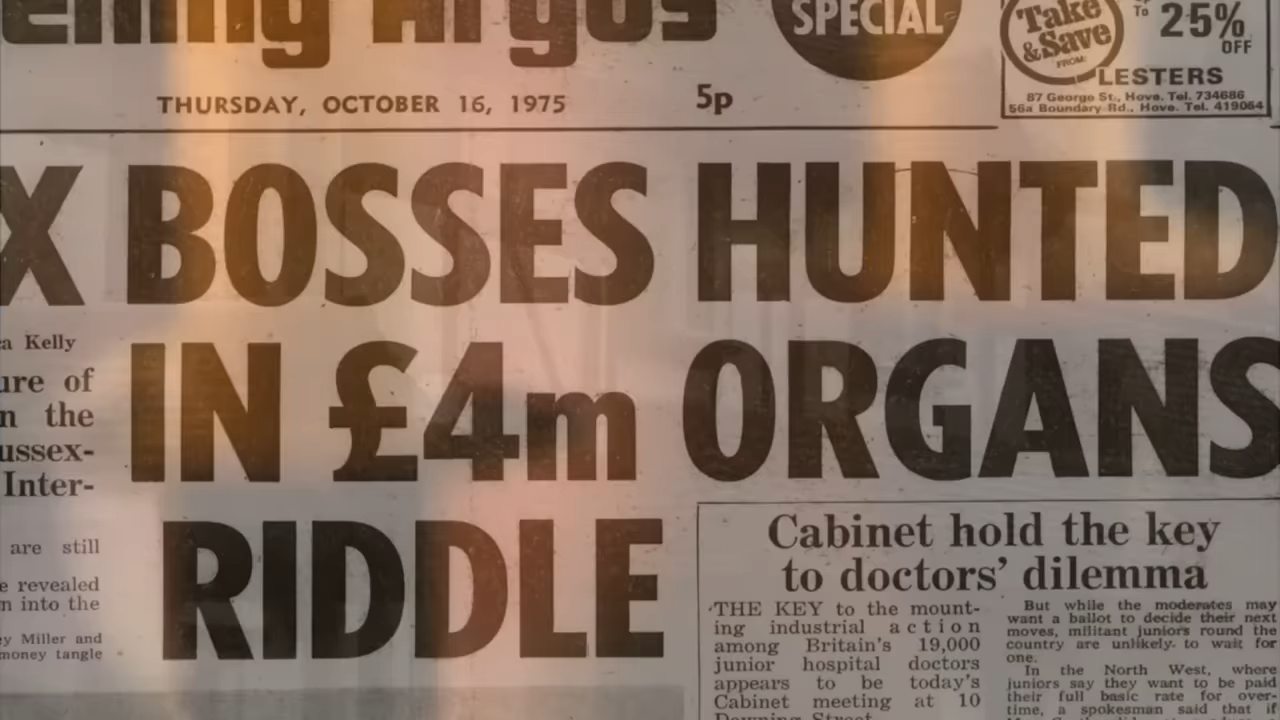 Evening Argus
SPECIAL
Take
& Save
FROM:
To 25%
OFF
LESTERS
87 George St., Hove. Tel. 734686
56a Boundary Rd., Hove. Tel. 419064
THURSDAY, OCTOBER 16, 1975 5p
X BOSSES HUNTED
IN £4m ORGANS
RIDDLE
a Kelly
ure of
n the
ussex-
Inter-
are still
e revealed
n into the
ey Miller and
money tangle
Cabinet hold the key
to doctors' dilemma
THE KEY to the mount-
ing industrial action
among Britain's 19,000
junior hospital doctors
appears to be today's
Cabinet meeting at 10
Downing Street.
But while the moderates may
want a ballot to decide their next
moves, militant juniors round the
country are unlikely to wait for
one.
In the North West, where
juniors say they want to be paid
their full basic rate for over-
time, a spokesman said that if